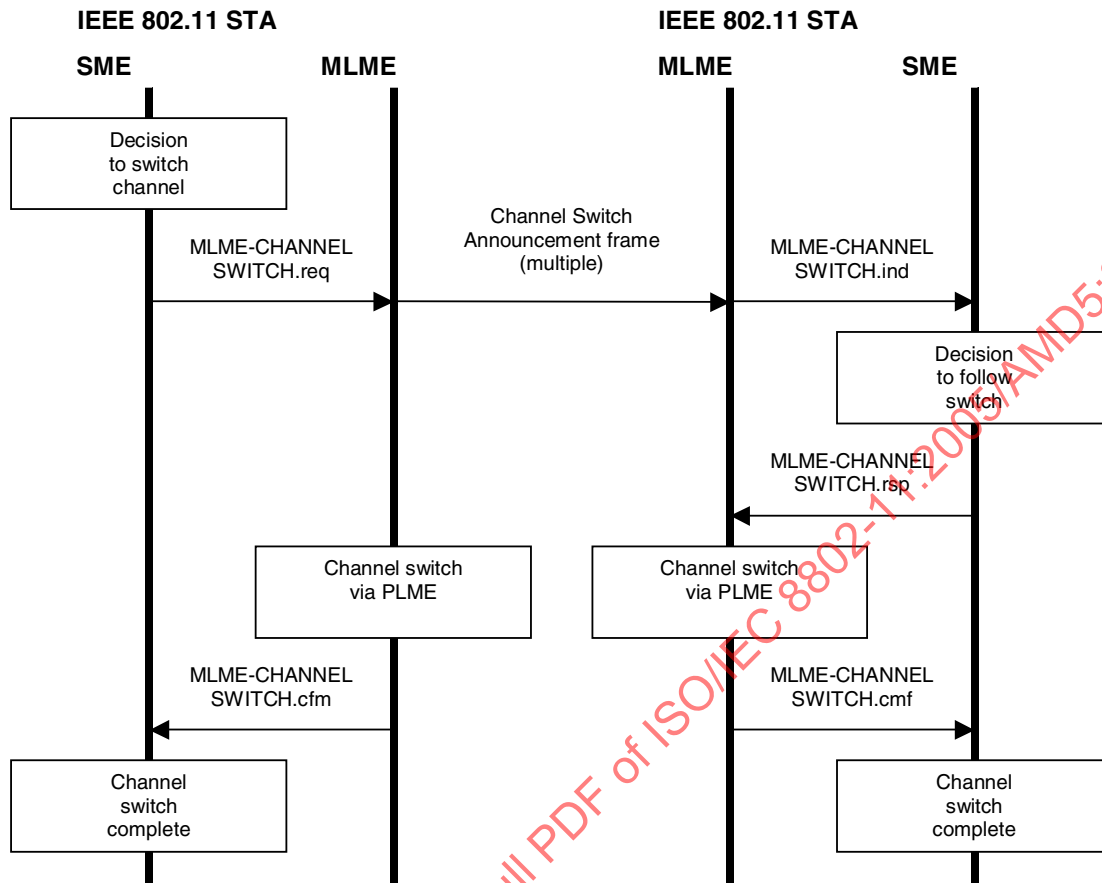 IEEE 802.11 STA
IEEE 802.11 STA
SME
MLME
MLME
SME
Decision
to switch
channel
MLME-CHANNEL
SWITCH.req
Channel Switch
Announcement frame
(multiple)
MLME-CHANNEL
SWITCH.ind
Decision
to follow
switch
MLME-CHANNEL
SWITCH.rsp
Channel switch
via PLME
Channel switch
via PLME
MLME-CHANNEL
SWITCH.cfm
MLME-CHANNEL
SWITCH.cmf
Channel
switch
complete
Channel
switch
complete
PDF of ISO/IEC 8802-11:2005/AMD5: